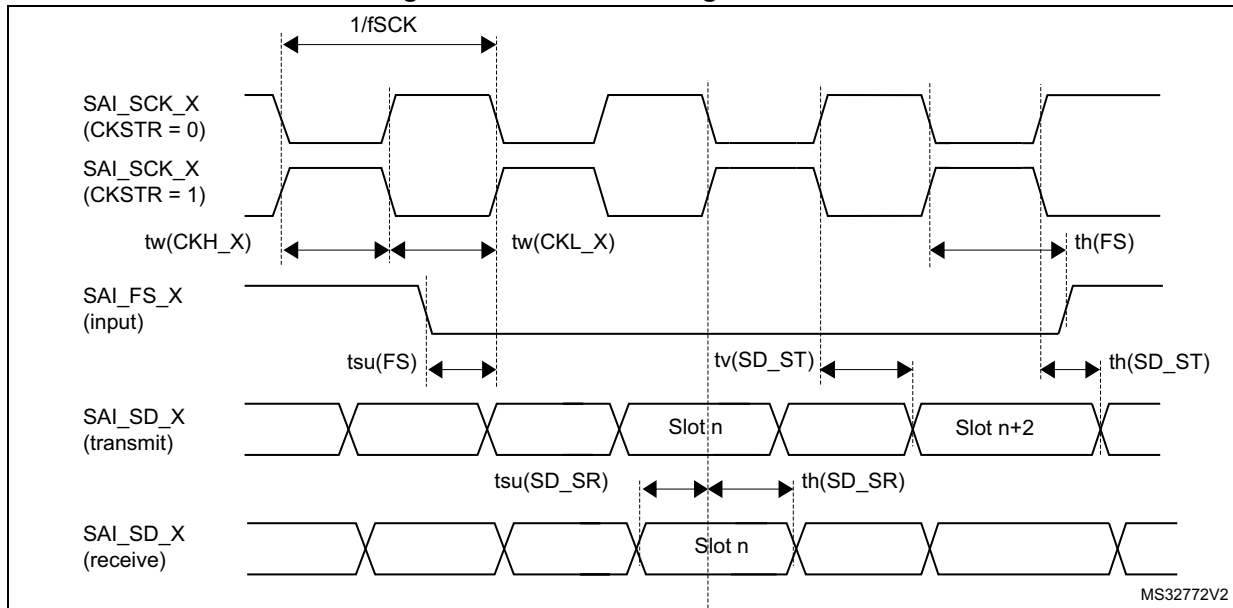 1/fSCK
SAI_SCK_X
(CKSTR = 0)
SAI_SCK_X
(CKSTR = 1)
tw(CKH_X)
tw(CKL_X)
th(FS)
SAI_FS_X
(input)
tsu(FS)
tv(SD_ST)
th(SD_ST)
SAI_SD_X
(transmit)
Slot n
Slot n+2
tsu(SD_SR)
th(SD_SR)
SAI_SD_X
(receive)
Slot n
MS32772V2